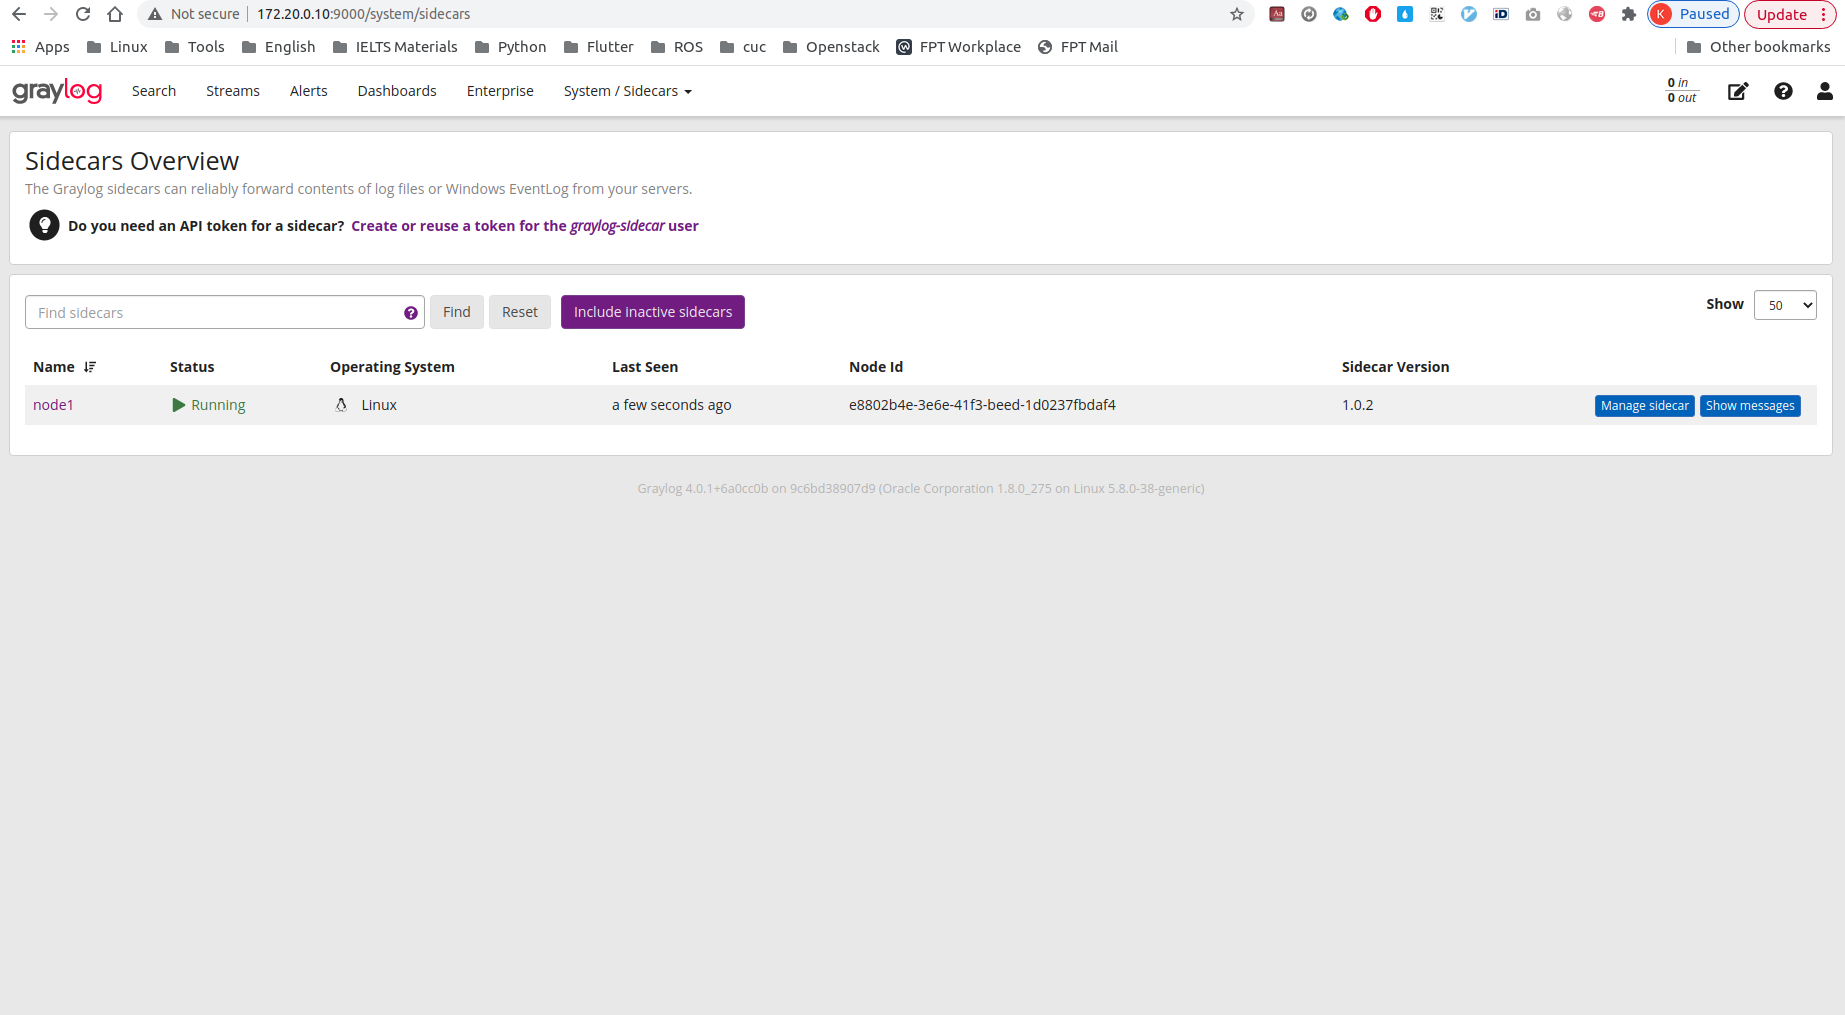 Not secure 172.20.0.10:9000/system/sidecars K Paused Update
Apps Linux Tools English IELTS Materials Python Flutter ROS cuc Openstack FPT Workplace FPT Mail Other bookmarks
graylog Search Streams Alerts Dashboards Enterprise System / Sidecars 0 in
0 out
Sidecars Overview
The Graylog sidecars can reliably forward contents of log files or Windows EventLog from your servers.
Do you need an API token for a sidecar? Create or reuse a token for the graylog-sidecar user
Find sidecars ? Find Reset Include inactive sidecars Show 50
Name Status Operating System Last Seen Node Id Sidecar Version
node1 Running Linux a few seconds ago e8802b4e-3e6e-41f3-beed-1d0237fbdaf4 1.0.2 Manage sidecar Show messages
Graylog 4.0.1+6a0cc0b on 9c6bd38907d9 (Oracle Corporation 1.8.0_275 on Linux 5.8.0-38-generic)